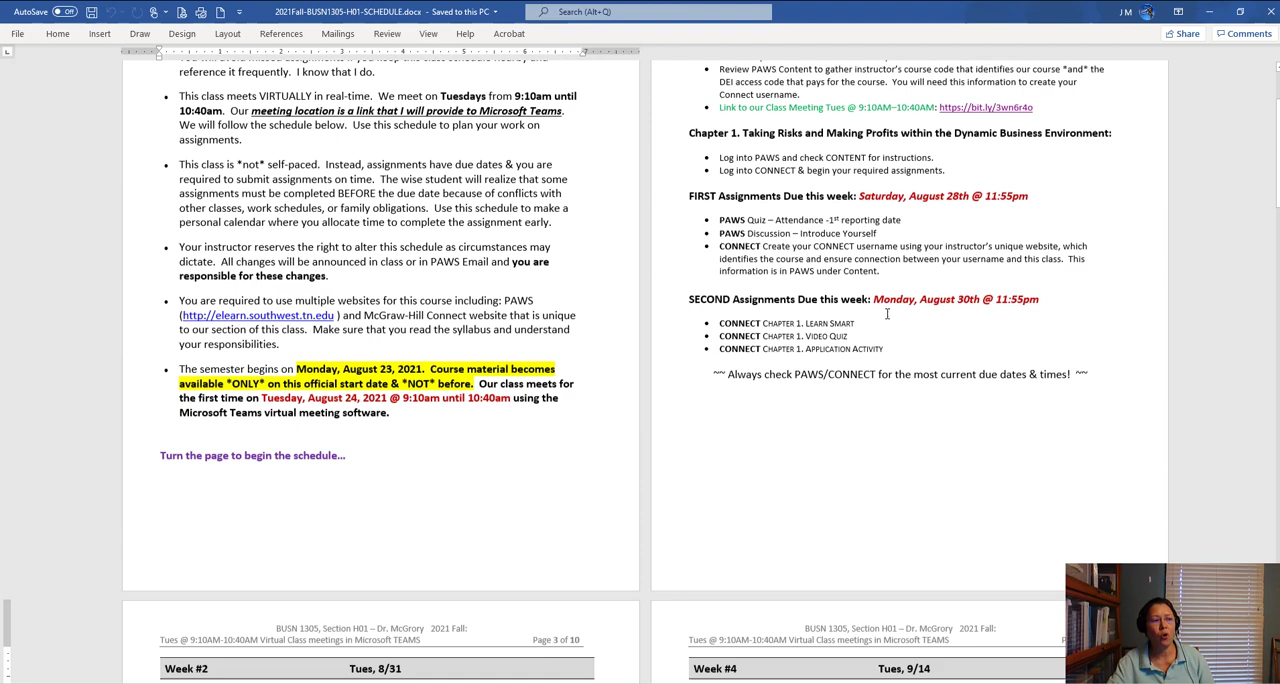 AutoSave Off 2021Fall-BUSN1305-H01-SCHEDULE.docx - Saved to this PC Search (Alt+Q) J M
File Home Insert Draw Design Layout References Mailings Review View Help Acrobat Share Comments
reference it frequently. I know that I do.
• This class meets VIRTUALLY in real-time. We meet on Tuesdays from 9:10am until
10:40am. Our meeting location is a link that I will provide to Microsoft Teams.
We will follow the schedule below. Use this schedule to plan your work on
assignments.
• This class is *not* self-paced. Instead, assignments have due dates & you are
required to submit assignments on time. The wise student will realize that some
assignments must be completed BEFORE the due date because of conflicts with
other classes, work schedules, or family obligations. Use this schedule to make a
personal calendar where you allocate time to complete the assignment early.
• Your instructor reserves the right to alter this schedule as circumstances may
dictate. All changes will be announced in class or in PAWS Email and you are
responsible for these changes.
• You are required to use multiple websites for this course including: PAWS
(http://elearn.southwest.tn.edu ) and McGraw-Hill Connect website that is unique
to our section of this class. Make sure that you read the syllabus and understand
your responsibilities.
• The semester begins on Monday, August 23, 2021. Course material becomes
available *ONLY* on this official start date & *NOT* before. Our class meets for
the first time on Tuesday, August 24, 2021 @ 9:10am until 10:40am using the
Microsoft Teams virtual meeting software.
Turn the page to begin the schedule…
• Review PAWS Content to gather instructor's course code that identifies our course *and* the
DEI access code that pays for the course. You will need this information to create your
Connect username.
• Link to our Class Meeting Tues @ 9:10AM–10:40AM: https://bit.ly/3wn6r4o
Chapter 1. Taking Risks and Making Profits within the Dynamic Business Environment:
• Log into PAWS and check CONTENT for instructions.
• Log into CONNECT & begin your required assignments.
FIRST Assignments Due this week: Saturday, August 28th @ 11:55pm
• PAWS Quiz – Attendance -1st reporting date
• PAWS Discussion – Introduce Yourself
• CONNECT Create your CONNECT username using your instructor's unique website, which
identifies the course and ensure connection between your username and this class. This
information is in PAWS under Content.
SECOND Assignments Due this week: Monday, August 30th @ 11:55pm
• CONNECT CHAPTER 1. LEARN SMART
• CONNECT CHAPTER 1. VIDEO QUIZ
• CONNECT CHAPTER 1. APPLICATION ACTIVITY
~~ Always check PAWS/CONNECT for the most current due dates & times! ~~
BUSN 1305, Section H01 – Dr. McGrory 2021 Fall:
Tues @ 9:10AM-10:40AM Virtual Class meetings in Microsoft TEAMS Page 3 of 10
Week #2 Tues, 8/31
BUSN 1305, Section H01 – Dr. McGrory 2021 Fall:
Tues @ 9:10AM-10:40AM Virtual Class meetings in Microsoft TEAMS
Week #4 Tues, 9/14